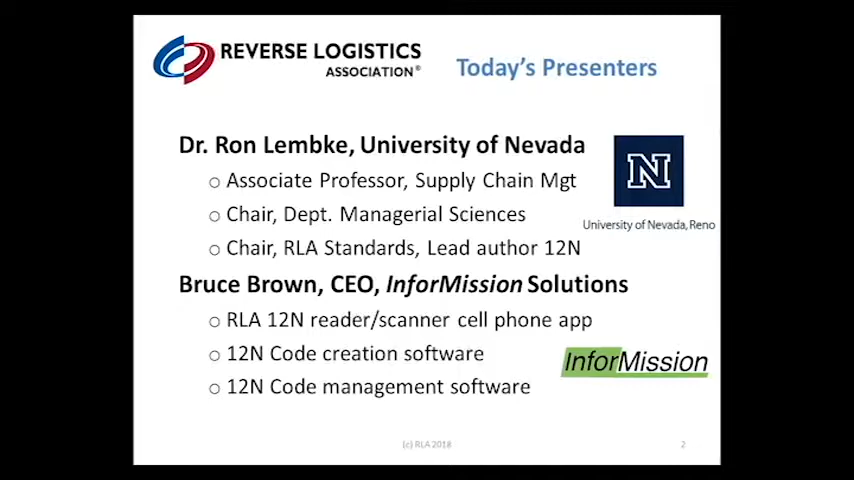 REVERSE LOGISTICS
ASSOCIATION®
Today's Presenters
Dr. Ron Lembke, University of Nevada
○ Associate Professor, Supply Chain Mgt
○ Chair, Dept. Managerial Sciences
○ Chair, RLA Standards, Lead author 12N
N
University of Nevada, Reno
Bruce Brown, CEO, InforMission Solutions
○ RLA 12N reader/scanner cell phone app
○ 12N Code creation software
○ 12N Code management software
InforMission
(c) RLA 2018
2